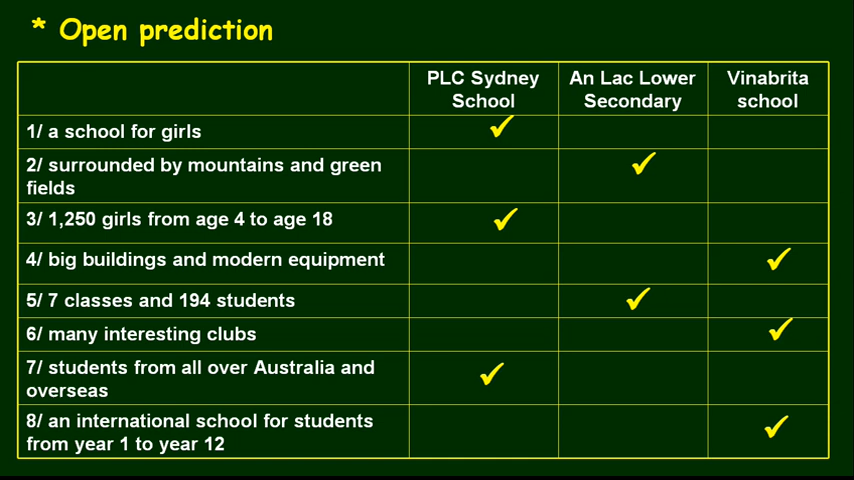 * Open prediction
PLC Sydney School
An Lac Lower Secondary
Vinabrita school
1/ a school for girls ✓
2/ surrounded by mountains and green fields ✓
3/ 1,250 girls from age 4 to age 18 ✓
4/ big buildings and modern equipment ✓
5/ 7 classes and 194 students ✓
6/ many interesting clubs ✓
7/ students from all over Australia and overseas ✓
8/ an international school for students from year 1 to year 12 ✓